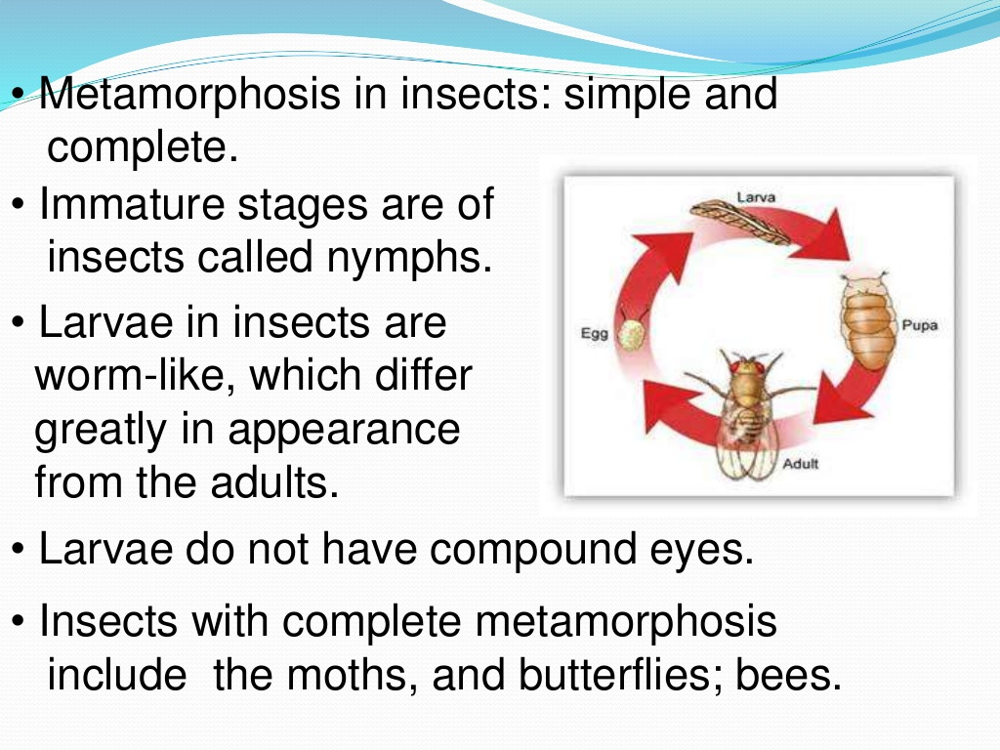 • Metamorphosis in insects: simple and
complete.
• Immature stages are of
insects called nymphs.
• Larvae in insects are
worm-like, which differ
greatly in appearance
from the adults.
Larva
Egg
Pupa
Adult
• Larvae do not have compound eyes.
• Insects with complete metamorphosis
include  the moths, and butterflies; bees.